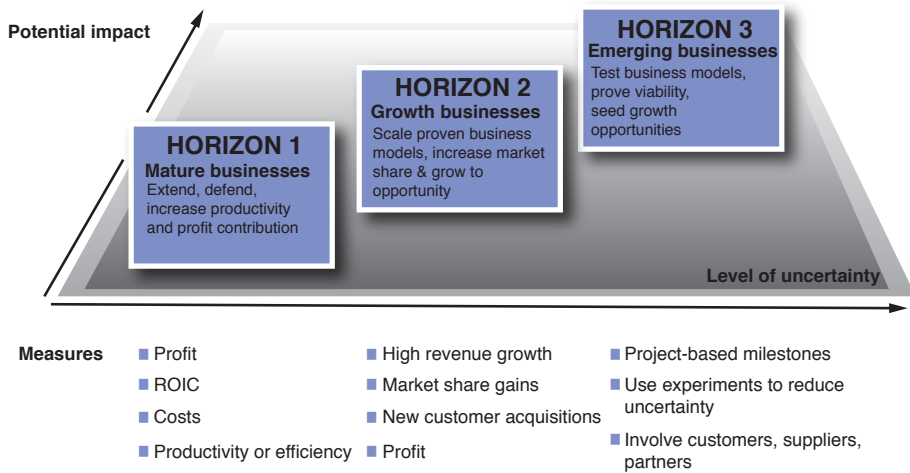 Potential impact
HORIZON 3
Emerging businesses
Test business models,
prove viability,
seed growth
opportunities
HORIZON 2
Growth businesses
Scale proven business
models, increase market
share & grow to
opportunity
HORIZON 1
Mature businesses
Extend, defend,
increase productivity
and profit contribution
Level of uncertainty
Measures
Profit
ROIC
Costs
Productivity or efficiency
High revenue growth
Market share gains
New customer acquisitions
Profit
Project-based milestones
Use experiments to reduce
uncertainty
Involve customers, suppliers,
partners